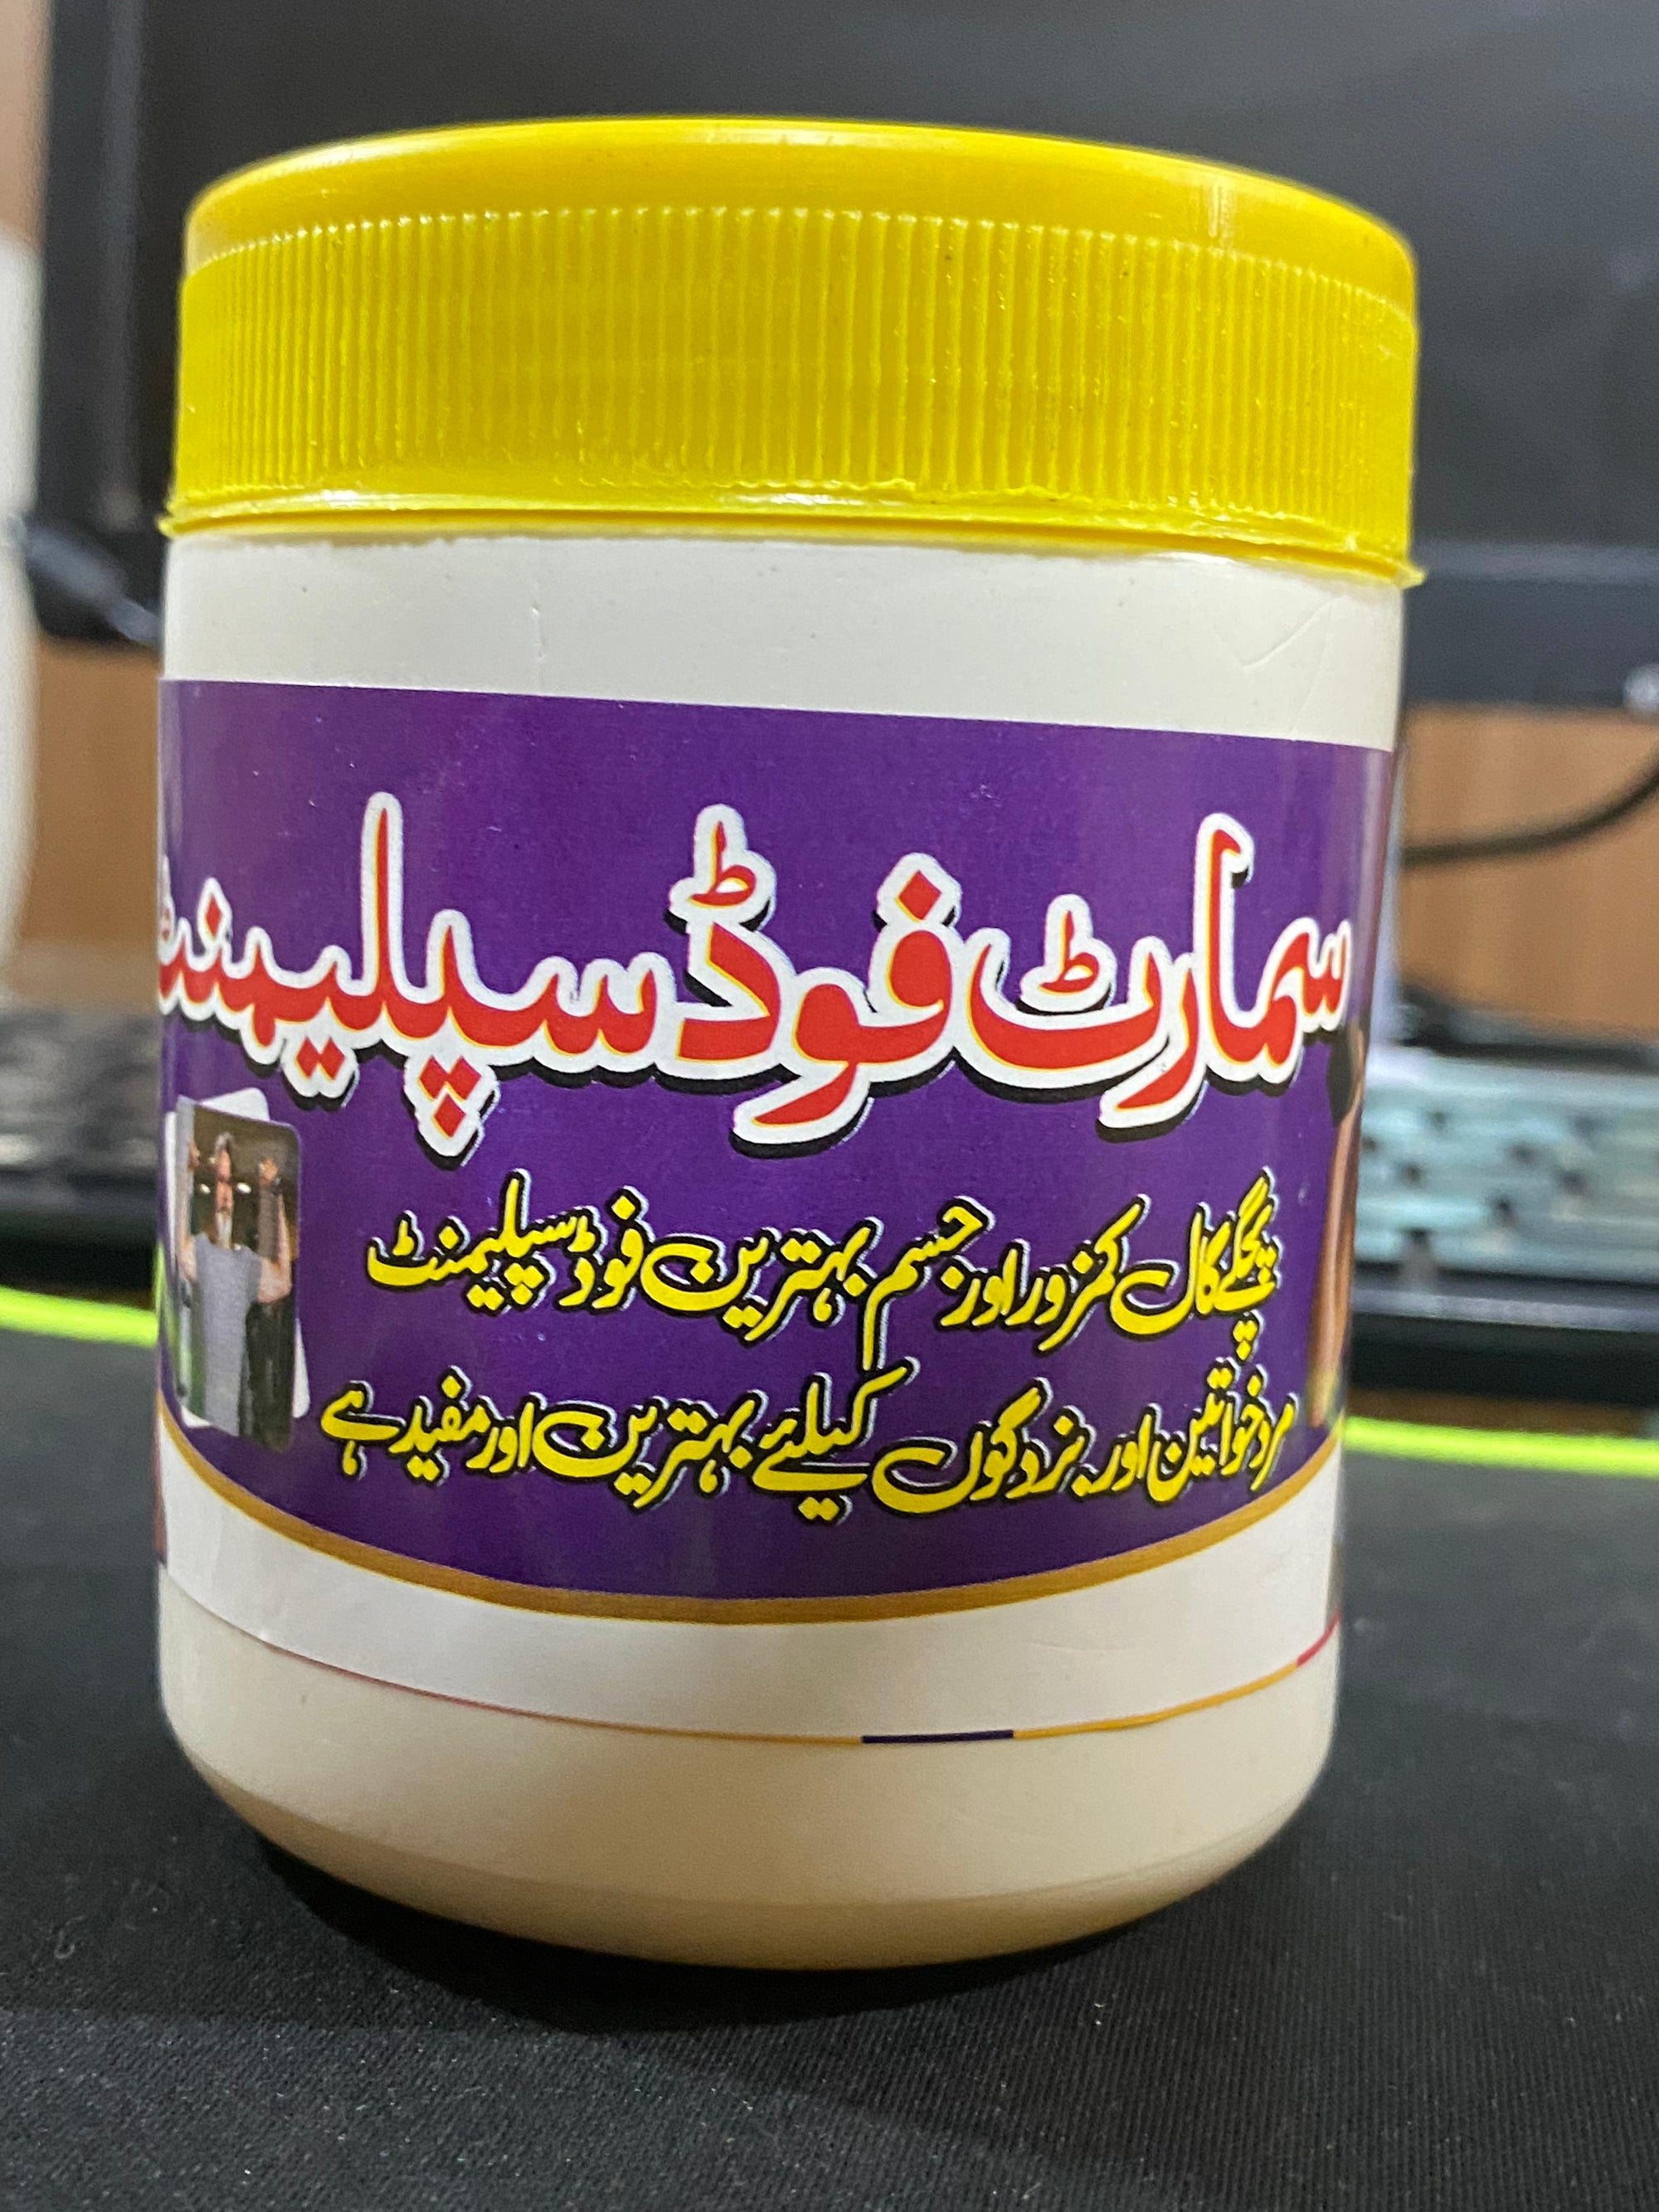 سمارٹ فوڈ سپلیمنٹ
پچکے گال کمزور اور جسم بہترین فوڈ سپلیمنٹ
مرد خواتین اور بزرگوں کیلئے بہترین اور مفید ہے